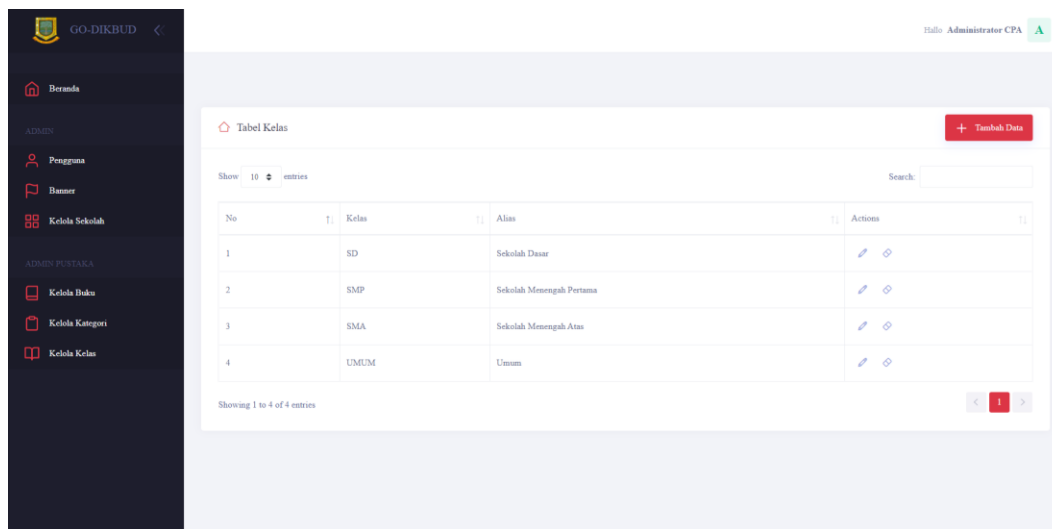 GO-DIKBUD
Hallo Administrator CPA A
Beranda
ADMIN
Pengguna
Banner
Kelola Sekolah
ADMIN PUSTAKA
Kelola Buku
Kelola Kategori
Kelola Kelas
Tabel Kelas
Tambah Data
Show 10 entries
Search:
No Kelas Alias Actions
1 SD Sekolah Dasar
2 SMP Sekolah Menengah Pertama
3 SMA Sekolah Menengah Atas
4 UMUM Umum
Showing 1 to 4 of 4 entries
1